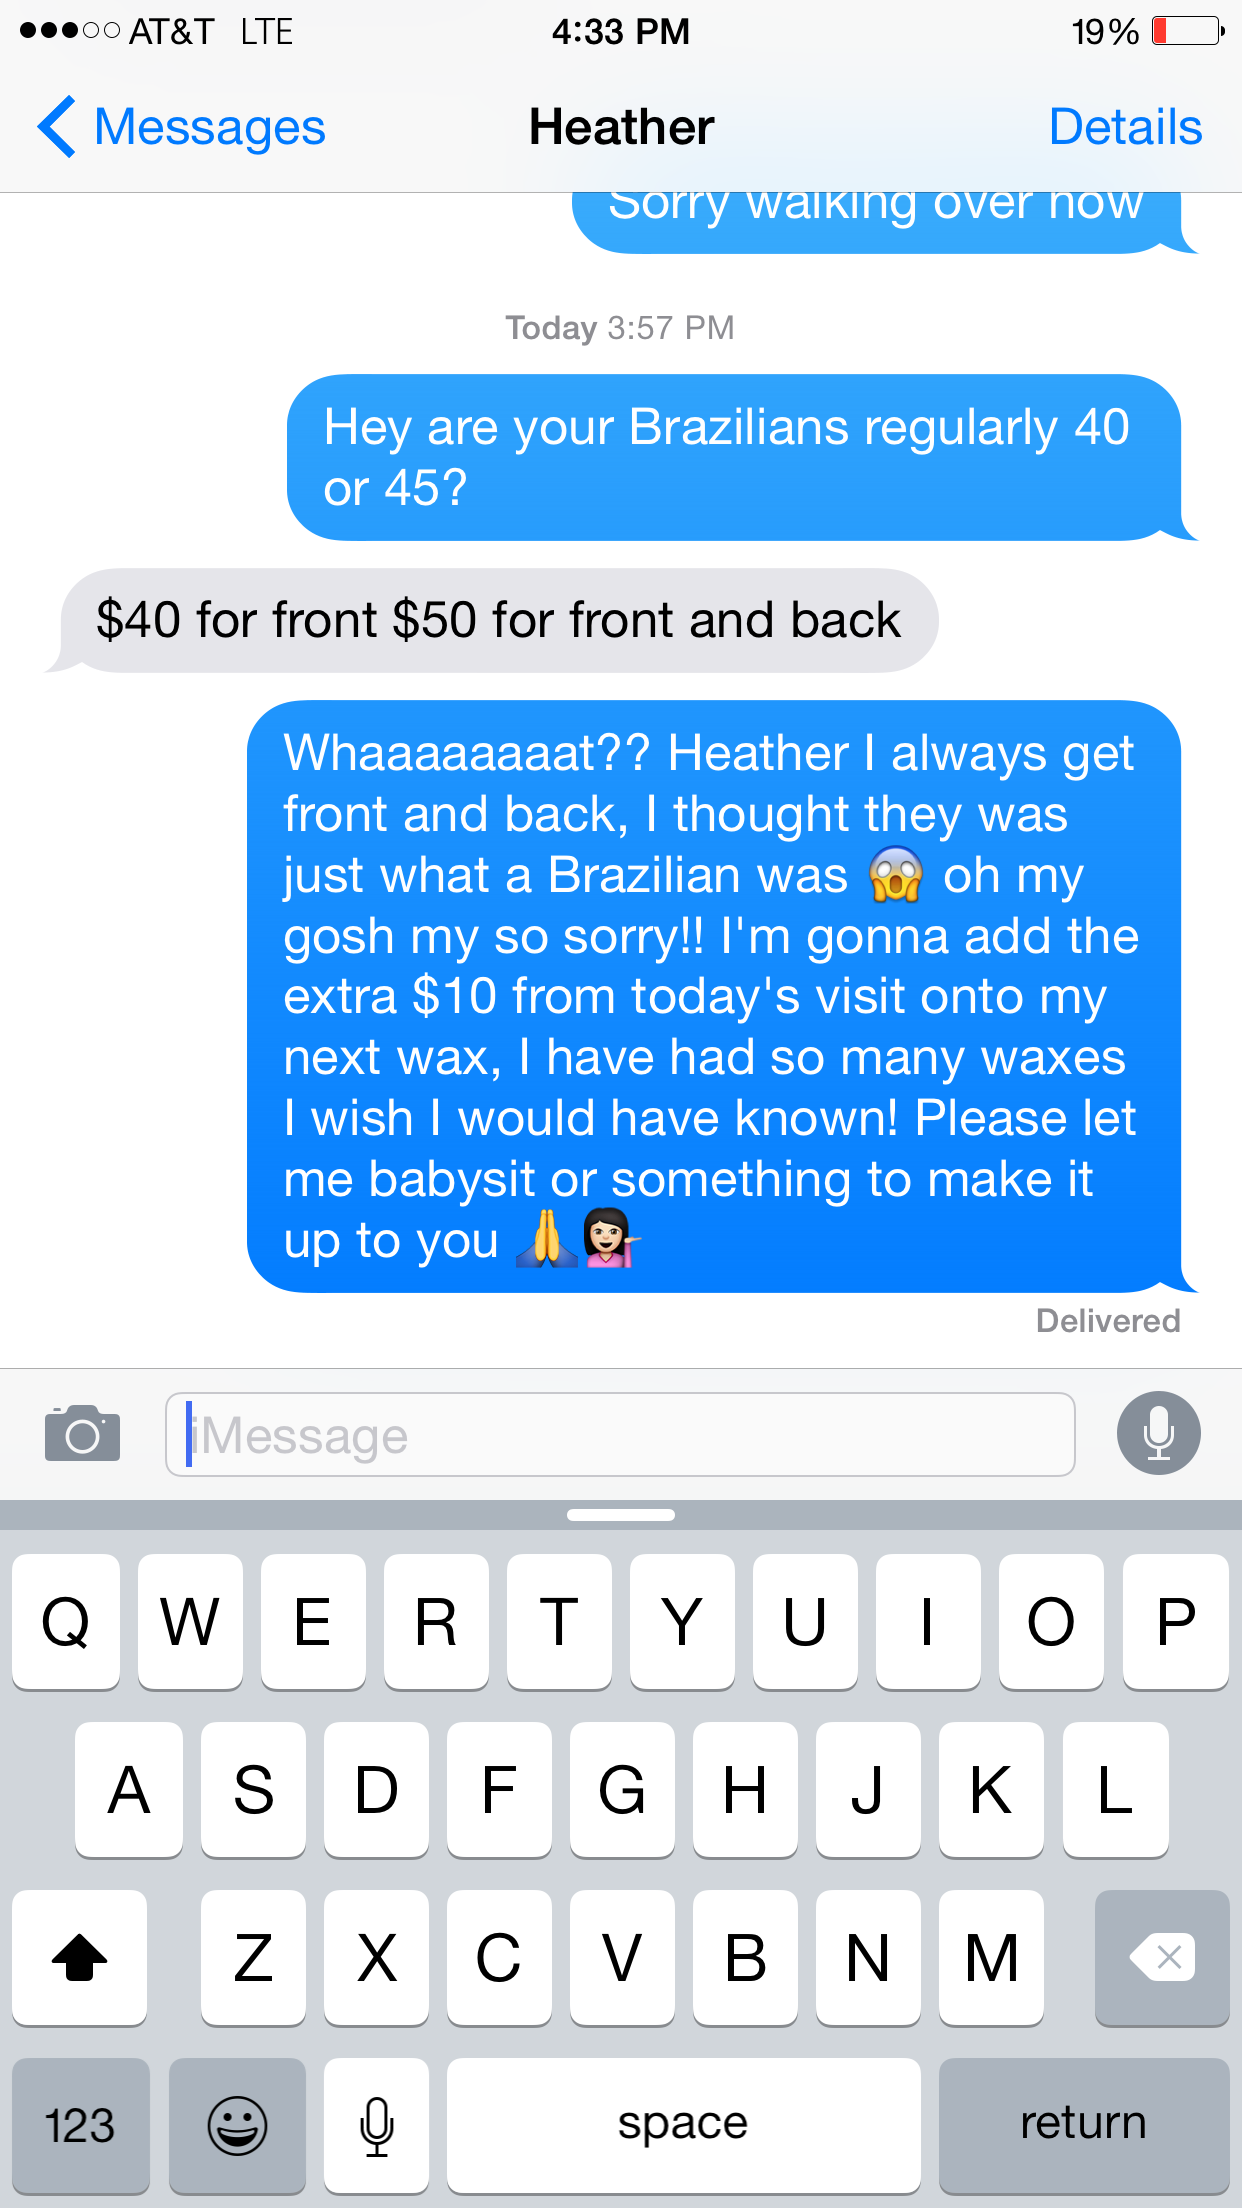 AT&T LTE 4:33 PM 19%
Messages Heather Details
Sorry walking over now
Today 3:57 PM
Hey are your Brazilians regularly 40
or 45?
$40 for front $50 for front and back
Whaaaaaaaat?? Heather I always get
front and back, I thought they was
just what a Brazilian was 😱 oh my
gosh my so sorry!! I'm gonna add the
extra $10 from today's visit onto my
next wax, I have had so many waxes
I wish I would have known! Please let
me babysit or something to make it
up to you 🙏💁🏻
Delivered
iMessage
Q W E R T Y U I O P
A S D F G H J K L
Z X C V B N M
123 space return